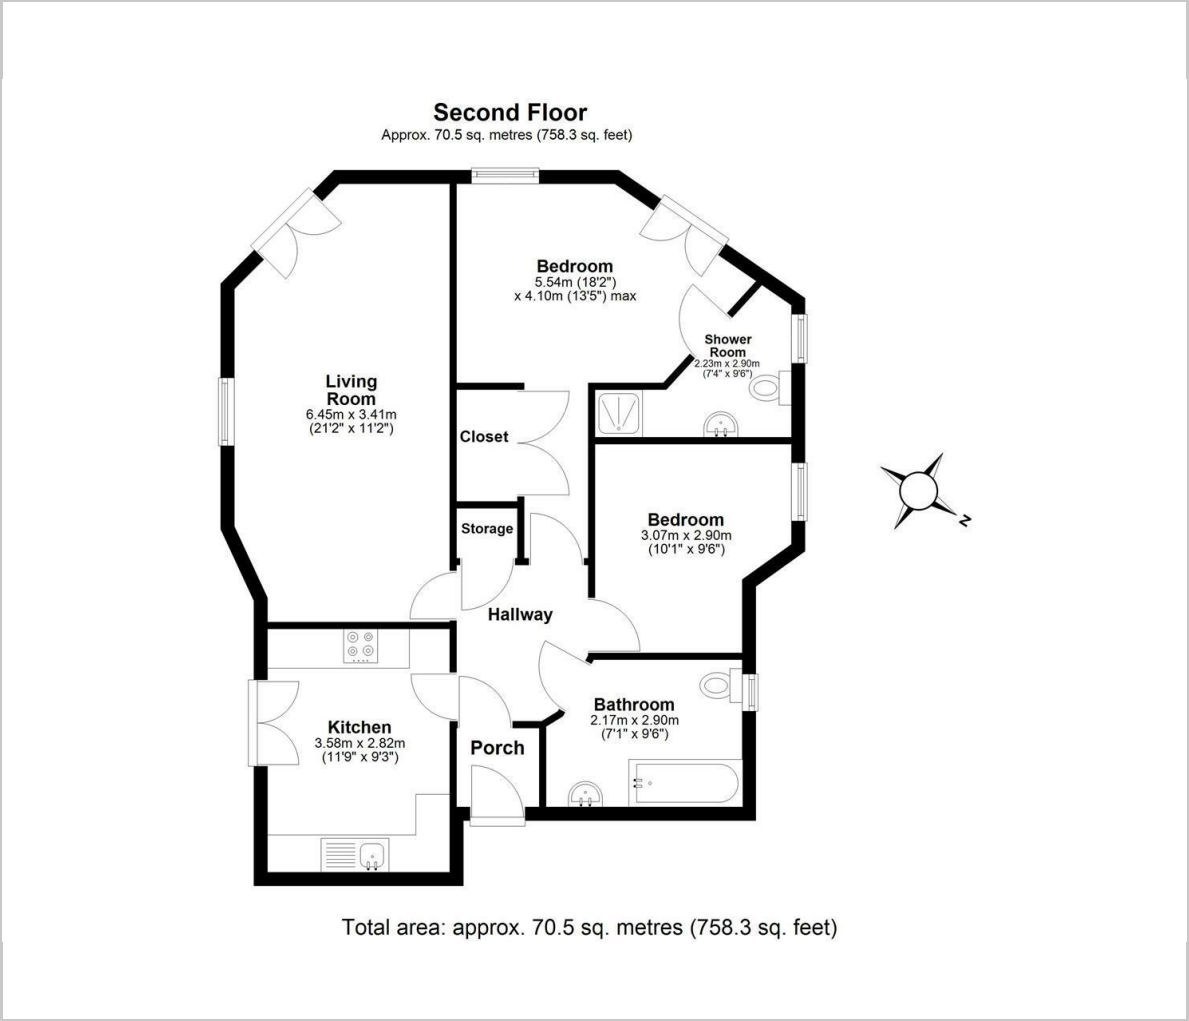 Second Floor
Approx. 70.5 sq. metres (758.3 sq. feet)
Bedroom
5.54m (18'2")
x 4.10m (13'5") max
Shower
Room
2.23m x 2.90m
(7'4" x 9'6")
Living
Room
6.45m x 3.41m
(21'2" x 11'2")
Closet
Storage
Bedroom
3.07m x 2.90m
(10'1" x 9'6")
N
Hallway
Bathroom
2.17m x 2.90m
(7'1" x 9'6")
Kitchen
3.58m x 2.82m
(11'9" x 9'3")
Porch
Total area: approx. 70.5 sq. metres (758.3 sq. feet)